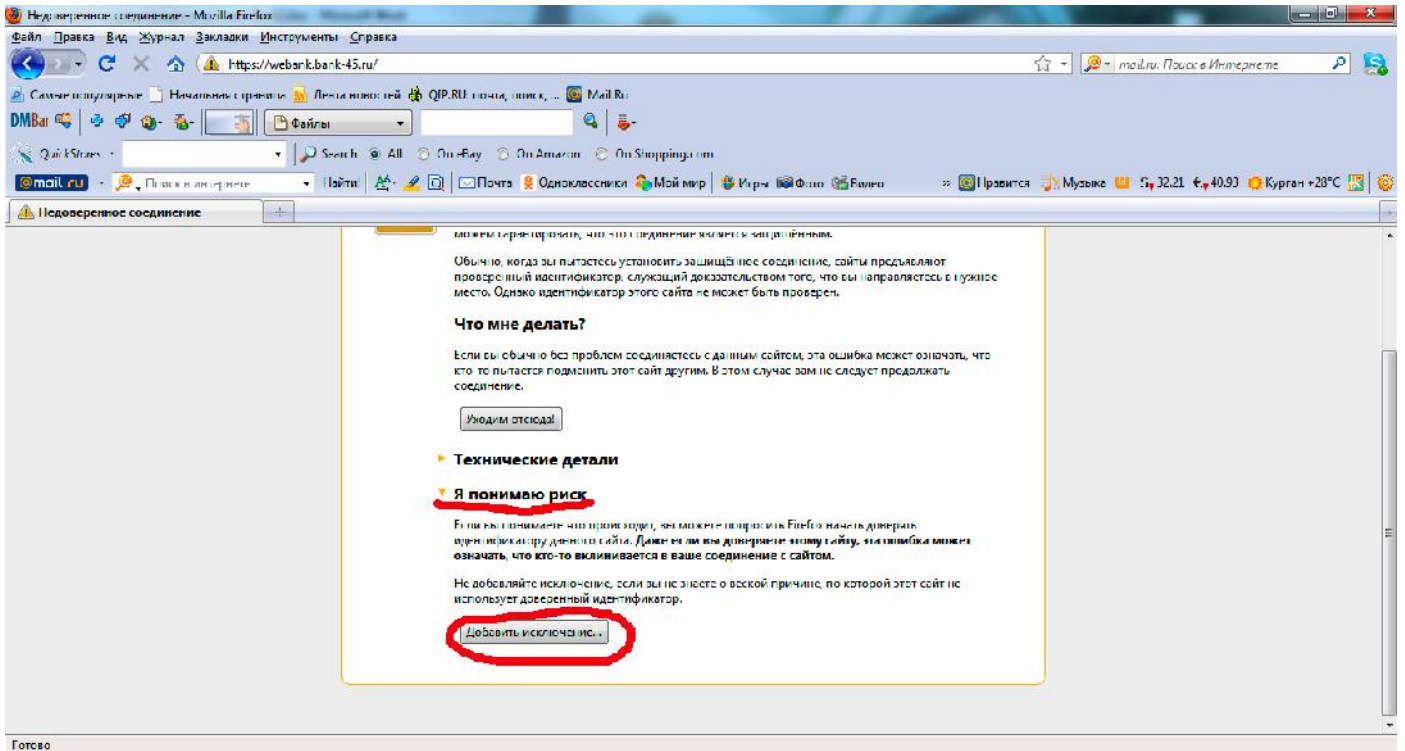 Недоверенное соединение - Mozilla Firefox
Файл Правка Вид Журнал Закладки Инструменты Справка
https://webank.bank-45.ru/
mail.ru: Поиск в Интернете
Самые популярные Начальная страница Лента новостей QIP.RU: почта, поиск, ... Mail.Ru
DMBar Файлы
QuickStores Search All On eBay On Amazon On Shopping.com
@mail.ru Поиск в интернете Найти! Почта Одноклассники Мой мир Игры Фото Видео » Нравится Музыка 32.21 € 40.93 Курган +28°C
Недоверенное соединение
можем гарантировать, что это соединение является защищённым.
Обычно, когда вы пытаетесь установить защищённое соединение, сайты предъявляют
проверенный идентификатор, служащий доказательством того, что вы направляетесь в нужное
место. Однако идентификатор этого сайта не может быть проверен.
Что мне делать?
Если вы обычно без проблем соединяетесь с данным сайтом, эта ошибка может означать, что
кто-то пытается подменить этот сайт другим. В этом случае вам не следует продолжать
соединение.
Уходим отсюда!
Технические детали
Я понимаю риск
Если вы понимаете что происходит, вы можете попросить Firefox начать доверять
идентификатору данного сайта. Даже если вы доверяете этому сайту, эта ошибка может
означать, что кто-то вклинивается в ваше соединение с сайтом.
Не добавляйте исключение, если вы не знаете о веской причине, по которой этот сайт не
использует доверенный идентификатор.
Добавить исключение...
Готово